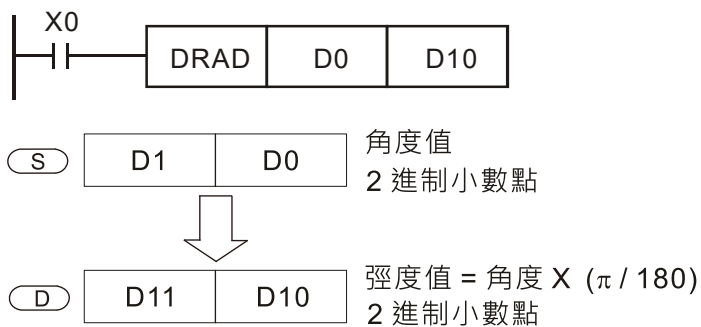 X0
DRAD D0 D10
S D1 D0 角度值
2 進制小數點
D D11 D10 弳度值 = 角度 X (π / 180)
2 進制小數點